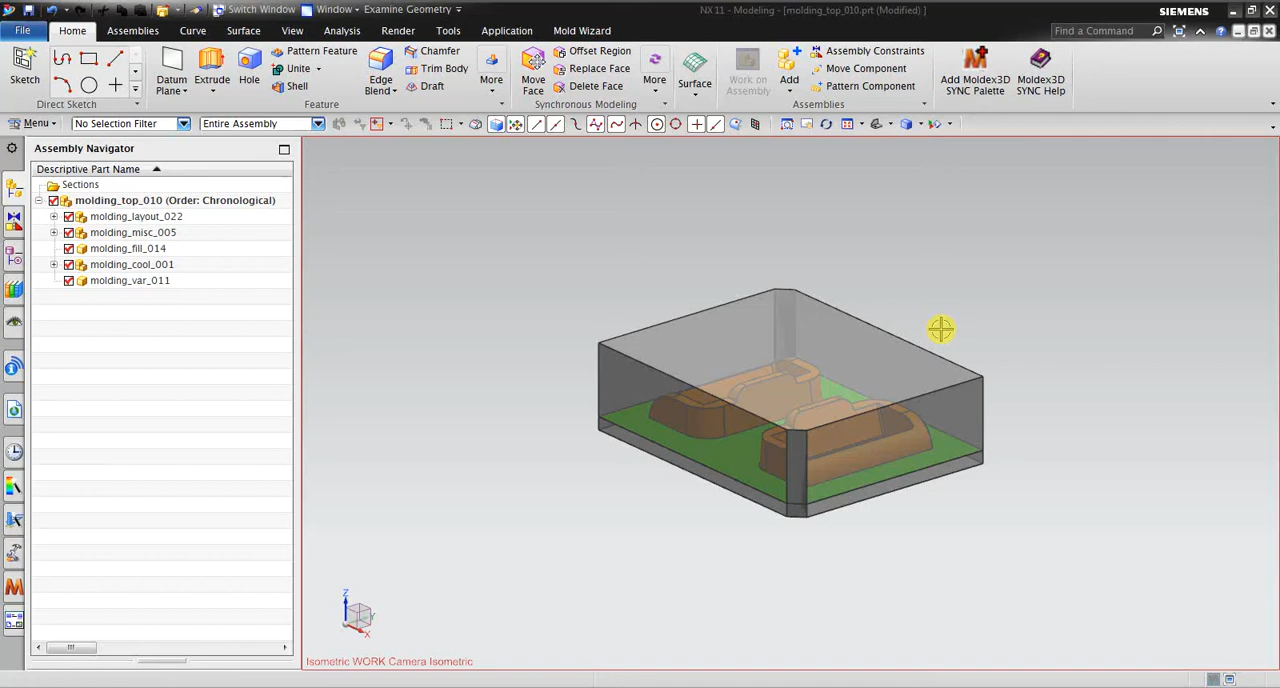 Switch Window Window Examine Geometry
NX 11 - Modeling - [molding_top_010.prt (Modified) ]
SIEMENS
File Home Assemblies Curve Surface View Analysis Render Tools Application Mold Wizard
Find a Command
Sketch
Direct Sketch
Datum Plane
Extrude
Hole
Pattern Feature
Unite
Shell
Edge Blend
Chamfer
Trim Body
Draft
More
Feature
Move Face
Offset Region
Replace Face
Delete Face
More
Synchronous Modeling
Surface
Work on Assembly
Add
Assembly Constraints
Move Component
Pattern Component
Assemblies
Add Moldex3D SYNC Palette
Moldex3D SYNC Help
Menu
No Selection Filter
Entire Assembly
Assembly Navigator
Descriptive Part Name
Sections
molding_top_010 (Order: Chronological)
molding_layout_022
molding_misc_005
molding_fill_014
molding_cool_001
molding_var_011
Z
Y
X
Isometric WORK Camera Isometric